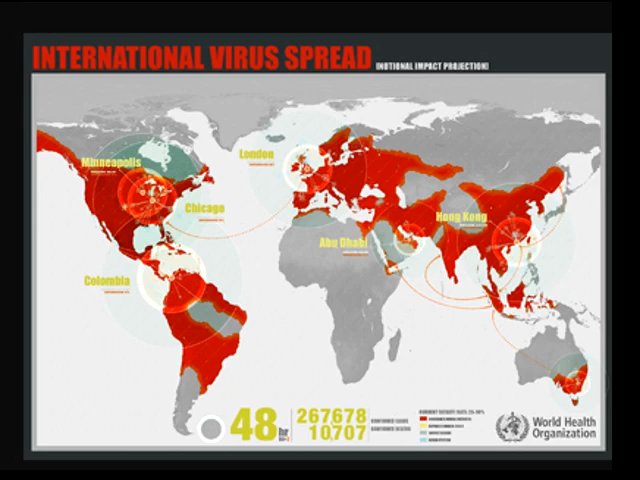 INTERNATIONAL VIRUS SPREAD [NOTIONAL IMPACT PROJECTION]
Minneapolis
London
Chicago
Hong Kong
Abu Dhabi
Colombia
48 hr
267678
10707
World Health
Organization